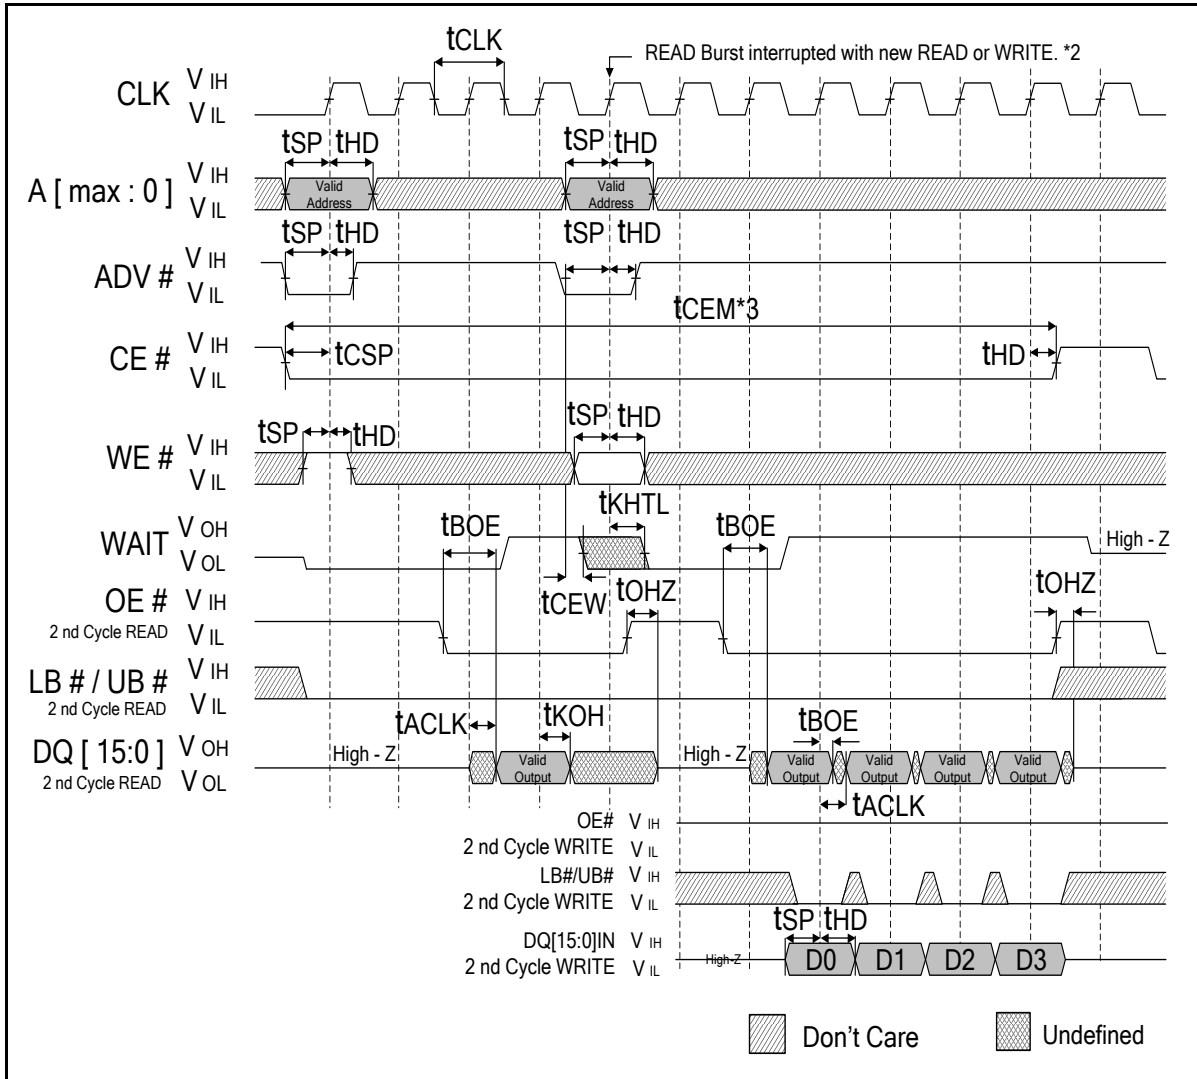 tCLK
READ Burst interrupted with new READ or WRITE. *2
CLK V IH
V IL
tSP tHD tSP tHD
A [ max : 0 ] V IH
V IL
Valid Address Valid Address
tSP tHD tSP tHD
ADV # V IH
V IL
tCEM*3
CE # V IH
V IL
tCSP tHD
tSP tHD tSP tHD
WE # V IH
V IL
tKHTL
tBOE tBOE
WAIT V OH
V OL
High - Z
tCEW tOHZ tOHZ
OE # V IH
2 nd Cycle READ V IL
LB # / UB # V IH
2 nd Cycle READ V IL
tACLK tKOH tBOE
DQ [ 15:0 ] V OH
2 nd Cycle READ V OL
High - Z Valid Output High - Z Valid Output Valid Output Valid Output Valid Output
tACLK
OE# V IH
2 nd Cycle WRITE V IL
LB#/UB# V IH
2 nd Cycle WRITE V IL
tSP tHD
DQ[15:0]IN V IH
2 nd Cycle WRITE V IL
High-Z D0 D1 D2 D3
Don't Care Undefined